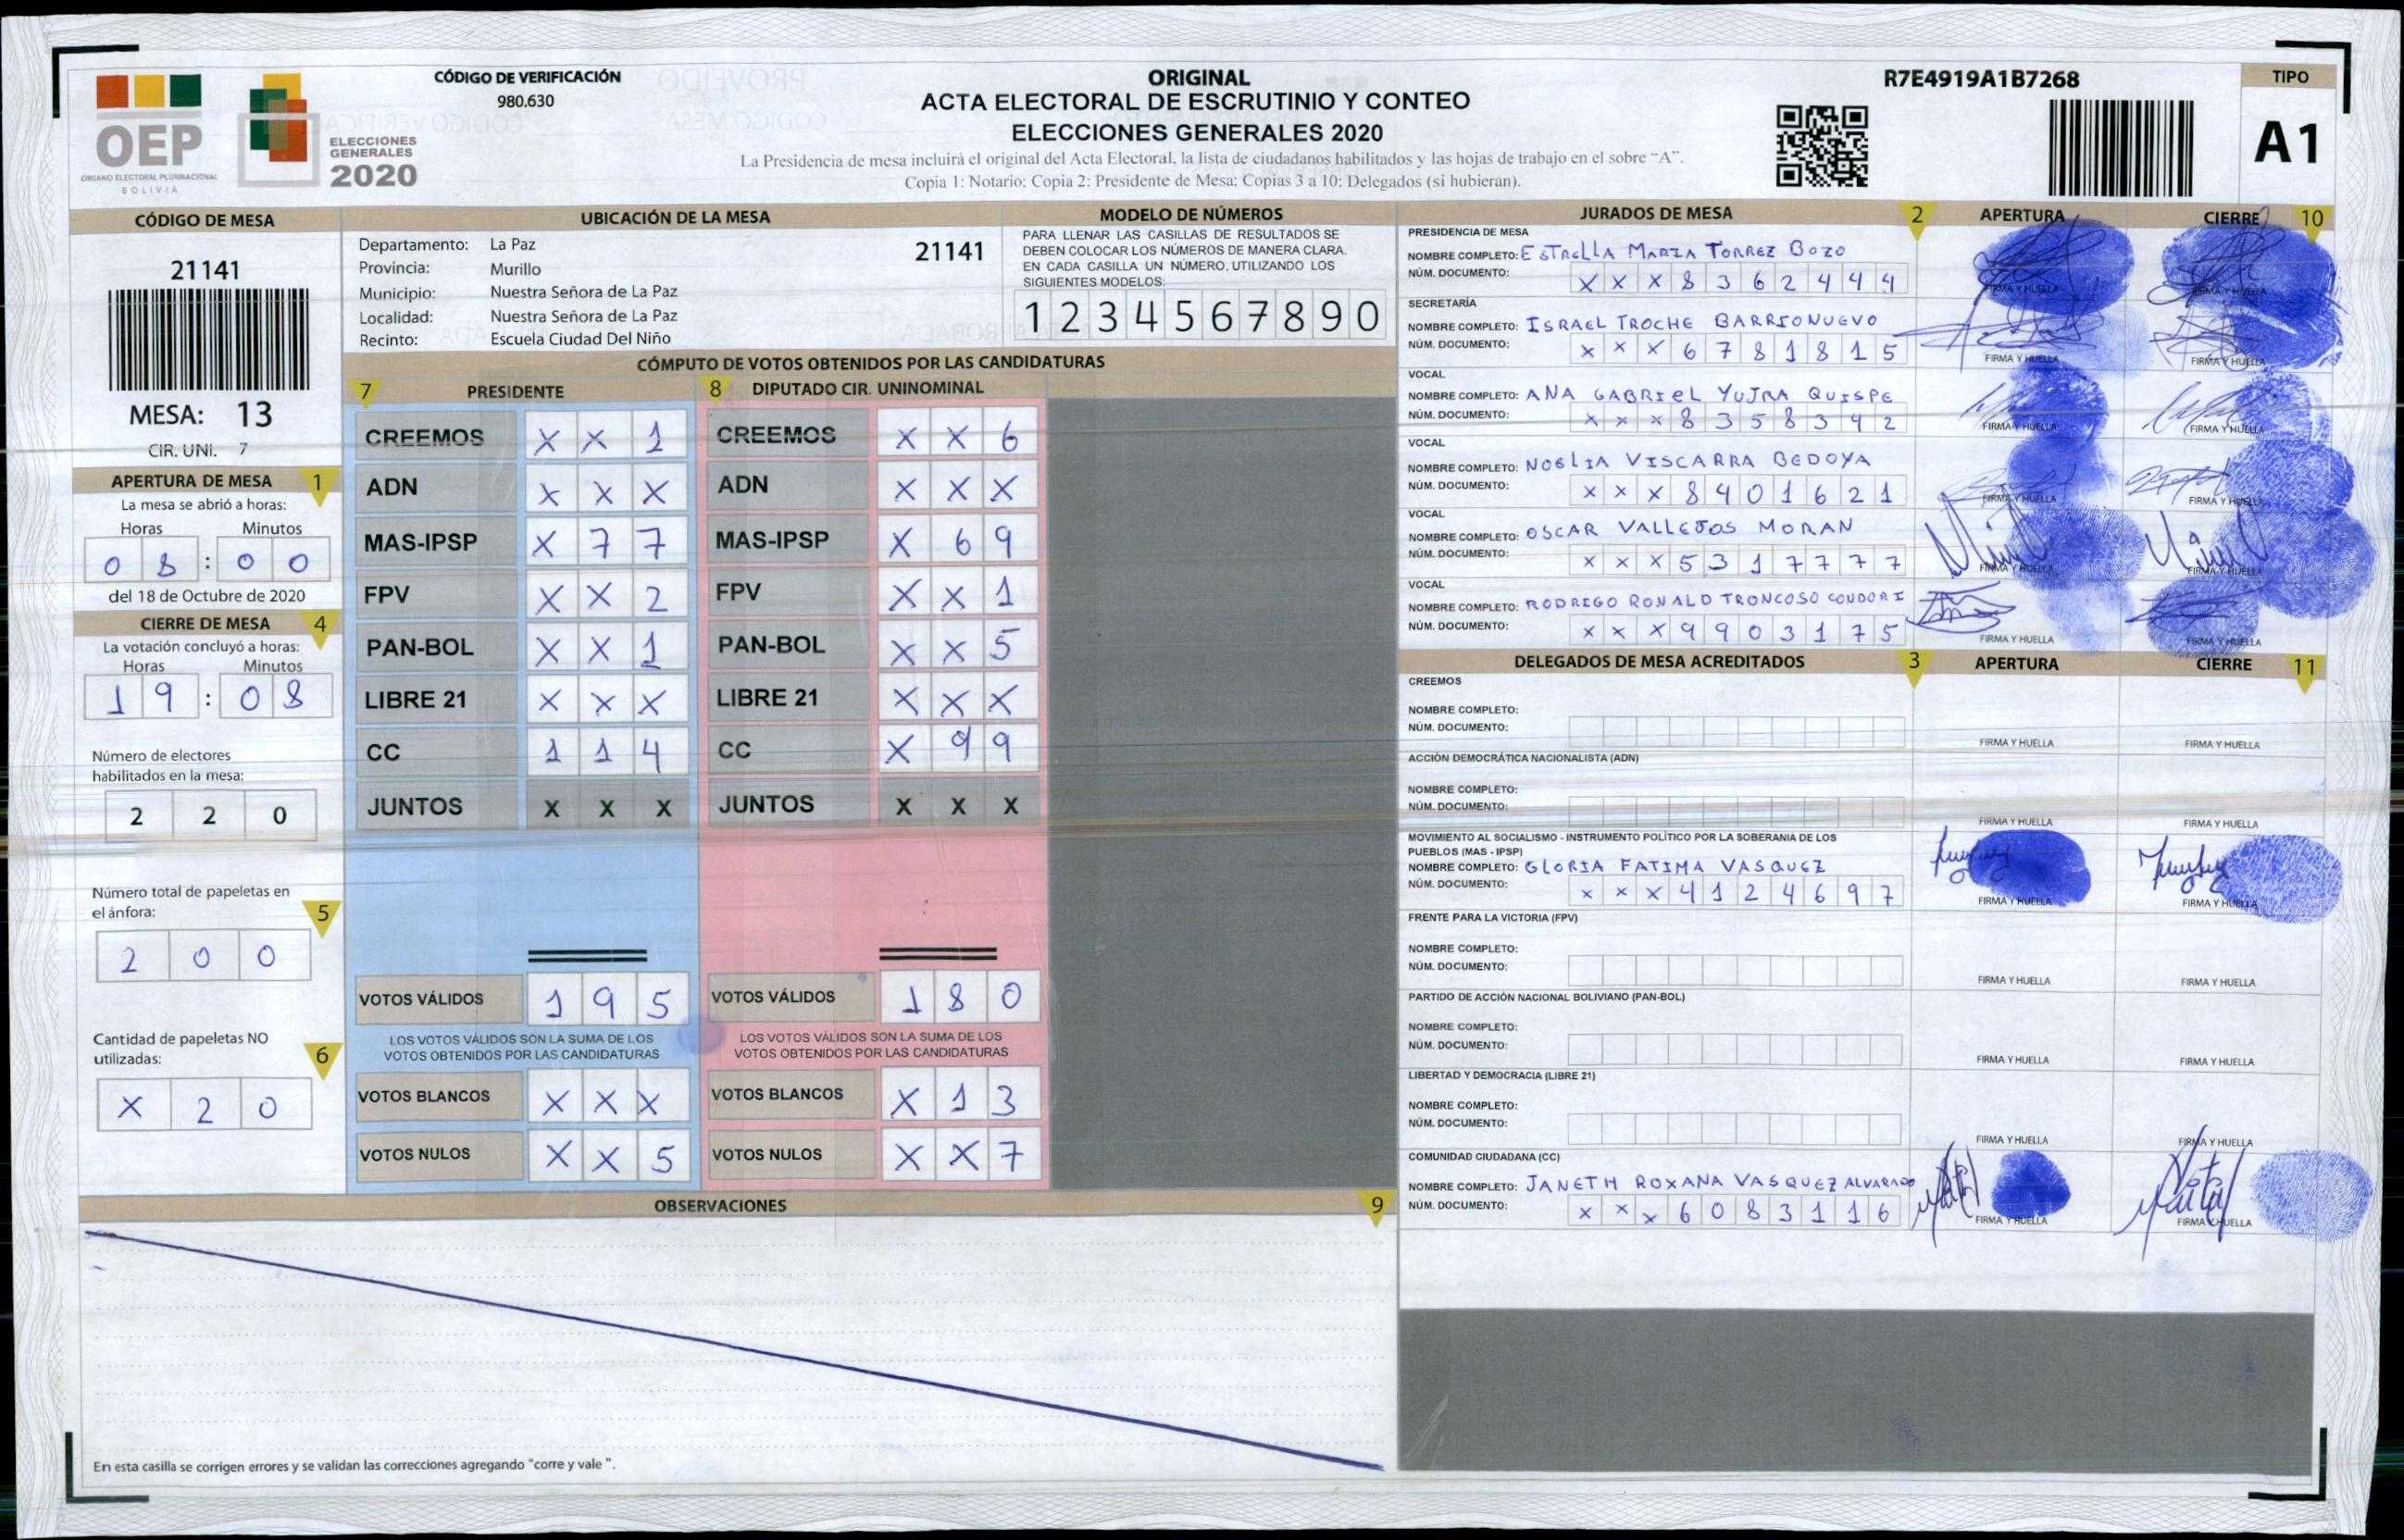 OEP
ÓRGANO ELECTORAL PLURINACIONAL
BOLIVIA
ELECCIONES
GENERALES
2020
CÓDIGO DE VERIFICACIÓN
980.630
ORIGINAL
ACTA ELECTORAL DE ESCRUTINIO Y CONTEO
ELECCIONES GENERALES 2020
La Presidencia de mesa incluirá el original del Acta Electoral, la lista de ciudadanos habilitados y las hojas de trabajo en el sobre “A”.
Copia 1: Notario; Copia 2: Presidente de Mesa; Copias 3 a 10: Delegados (si hubieran).
R7E4919A1B7268
TIPO
A1
CÓDIGO DE MESA
21141
MESA: 13
CIR. UNI. 7
APERTURA DE MESA 1
La mesa se abrió a horas:
Horas Minutos
0 8 : 0 0
del 18 de Octubre de 2020
CIERRE DE MESA 4
La votación concluyó a horas:
Horas Minutos
1 9 : 0 8
Número de electores
habilitados en la mesa:
2 2 0
Número total de papeletas en
el ánfora: 5
2 0 0
Cantidad de papeletas NO
utilizadas: 6
X 2 0
UBICACIÓN DE LA MESA
Departamento: La Paz 21141
Provincia: Murillo
Municipio: Nuestra Señora de La Paz
Localidad: Nuestra Señora de La Paz
Recinto: Escuela Ciudad Del Niño
MODELO DE NÚMEROS
PARA LLENAR LAS CASILLAS DE RESULTADOS SE
DEBEN COLOCAR LOS NÚMEROS DE MANERA CLARA.
EN CADA CASILLA UN NÚMERO, UTILIZANDO LOS
SIGUIENTES MODELOS:
1 2 3 4 5 6 7 8 9 0
CÓMPUTO DE VOTOS OBTENIDOS POR LAS CANDIDATURAS
7 PRESIDENTE 8 DIPUTADO CIR. UNINOMINAL
CREEMOS X X 1 CREEMOS X X 6
ADN X X X ADN X X X
MAS-IPSP X 7 7 MAS-IPSP X 6 9
FPV X X 2 FPV X X 1
PAN-BOL X X 1 PAN-BOL X X 5
LIBRE 21 X X X LIBRE 21 X X X
CC 1 1 4 CC X 9 9
JUNTOS X X X JUNTOS X X X
VOTOS VÁLIDOS 1 9 5 VOTOS VÁLIDOS 1 8 0
LOS VOTOS VÁLIDOS SON LA SUMA DE LOS LOS VOTOS VÁLIDOS SON LA SUMA DE LOS
VOTOS OBTENIDOS POR LAS CANDIDATURAS VOTOS OBTENIDOS POR LAS CANDIDATURAS
VOTOS BLANCOS X X X VOTOS BLANCOS X 1 3
VOTOS NULOS X X 5 VOTOS NULOS X X 7
OBSERVACIONES 9
En esta casilla se corrigen errores y se validan las correcciones agregando "corre y vale ".
JURADOS DE MESA 2 APERTURA CIERRE 10
PRESIDENCIA DE MESA
NOMBRE COMPLETO: ESTRELLA MARIA TORREZ BOZO
NÚM. DOCUMENTO: X X X 8 3 6 2 4 4 4
FIRMA Y HUELLA FIRMA Y HUELLA
SECRETARÍA
NOMBRE COMPLETO: ISRAEL TROCHE BARRIONUEVO
NÚM. DOCUMENTO: X X X 6 7 8 1 8 1 5
FIRMA Y HUELLA FIRMA Y HUELLA
VOCAL
NOMBRE COMPLETO: ANA GABRIEL YUJRA QUISPE
NÚM. DOCUMENTO: X X X 8 3 5 8 3 4 2
FIRMA Y HUELLA FIRMA Y HUELLA
VOCAL
NOMBRE COMPLETO: NOELIA VISCARRA BEDOYA
NÚM. DOCUMENTO: X X X 8 4 0 1 6 2 1
FIRMA Y HUELLA FIRMA Y HUELLA
VOCAL
NOMBRE COMPLETO: OSCAR VALLEJOS MORAN
NÚM. DOCUMENTO: X X X 5 3 1 7 7 7 7
FIRMA Y HUELLA FIRMA Y HUELLA
VOCAL
NOMBRE COMPLETO: RODRIGO RONALD TRONCOSO CONDORI
NÚM. DOCUMENTO: X X X 9 9 0 3 1 7 5
FIRMA Y HUELLA FIRMA Y HUELLA
DELEGADOS DE MESA ACREDITADOS 3 APERTURA CIERRE 11
CREEMOS
NOMBRE COMPLETO:
NÚM. DOCUMENTO:
FIRMA Y HUELLA FIRMA Y HUELLA
ACCIÓN DEMOCRÁTICA NACIONALISTA (ADN)
NOMBRE COMPLETO:
NÚM. DOCUMENTO:
FIRMA Y HUELLA FIRMA Y HUELLA
MOVIMIENTO AL SOCIALISMO - INSTRUMENTO POLÍTICO POR LA SOBERANIA DE LOS
PUEBLOS (MAS - IPSP)
NOMBRE COMPLETO: GLORIA FATIMA VASQUEZ
NÚM. DOCUMENTO: X X X 4 1 2 4 6 9 7
FIRMA Y HUELLA FIRMA Y HUELLA
FRENTE PARA LA VICTORIA (FPV)
NOMBRE COMPLETO:
NÚM. DOCUMENTO:
FIRMA Y HUELLA FIRMA Y HUELLA
PARTIDO DE ACCIÓN NACIONAL BOLIVIANO (PAN-BOL)
NOMBRE COMPLETO:
NÚM. DOCUMENTO:
FIRMA Y HUELLA FIRMA Y HUELLA
LIBERTAD Y DEMOCRACIA (LIBRE 21)
NOMBRE COMPLETO:
NÚM. DOCUMENTO:
FIRMA Y HUELLA FIRMA Y HUELLA
COMUNIDAD CIUDADANA (CC)
NOMBRE COMPLETO: JANETH ROXANA VASQUEZ ALVARADO
NÚM. DOCUMENTO: X X X 6 0 8 3 1 1 6
FIRMA Y HUELLA FIRMA Y HUELLA